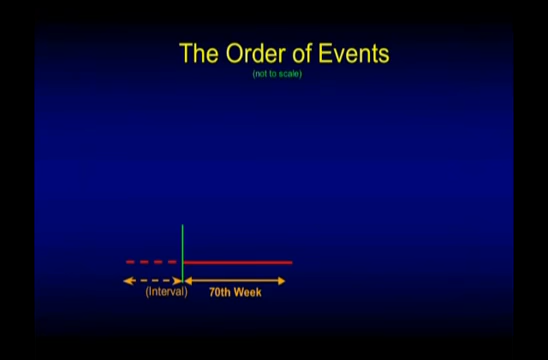 The Order of Events
(not to scale)
(Interval) 70th Week